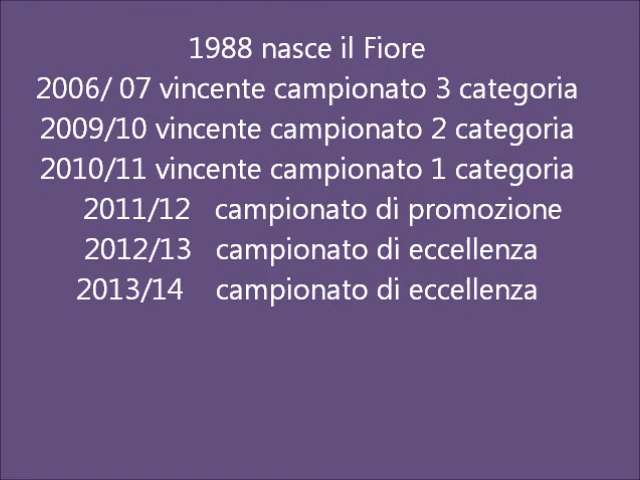 1988 nasce il Fiore
2006/ 07 vincente campionato 3 categoria
2009/10 vincente campionato 2 categoria
2010/11 vincente campionato 1 categoria
2011/12 campionato di promozione
2012/13 campionato di eccellenza
2013/14 campionato di eccellenza